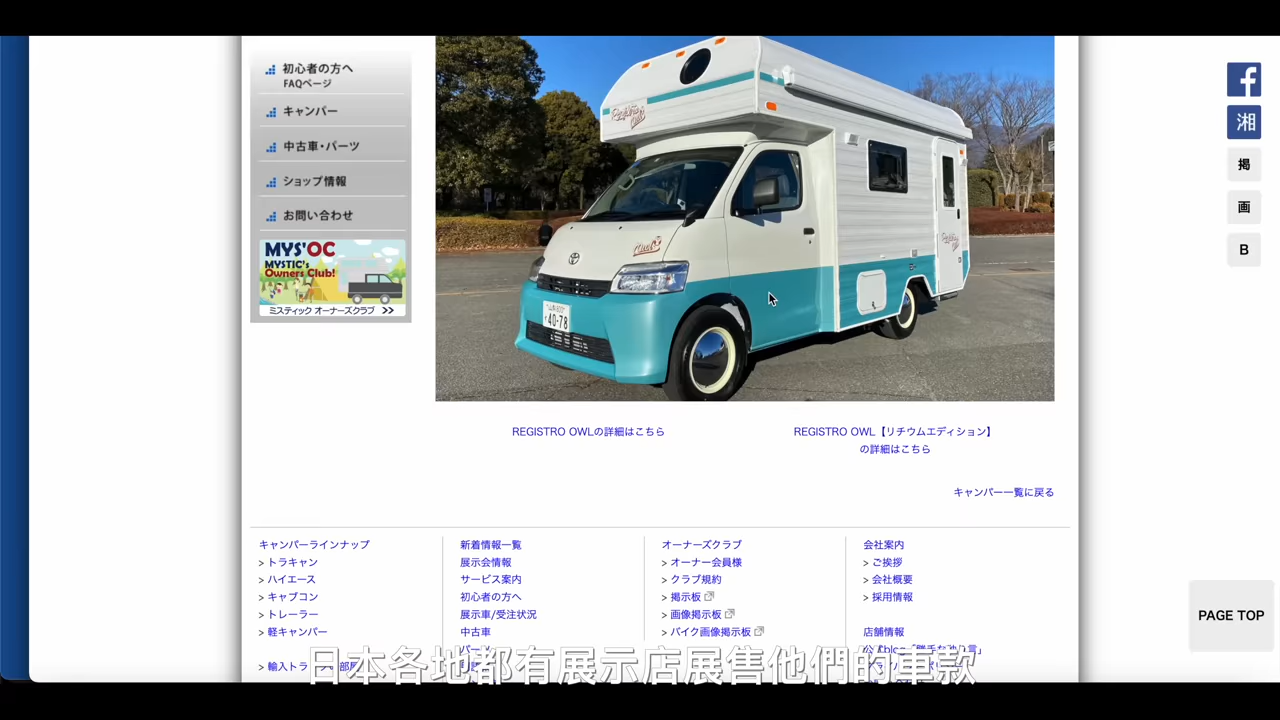 初心者の方へ
FAQページ
キャンパー
中古車・パーツ
ショップ情報
お問い合わせ
MYS'OC
MYSTIC's
Owners Club!
ミスティック オーナーズクラブ >>
Registro
Owl
40-78
湘
掲
画
B
REGISTRO OWLの詳細はこちら
REGISTRO OWL【リチウムエディション】
の詳細はこちら
キャンパー一覧に戻る
キャンパーラインナップ
> トラキャン
> ハイエース
> キャブコン
> トレーラー
> 軽キャンパー
新着情報一覧
展示会情報
サービス案内
初心者の方へ
展示車/受注状況
中古車
オーナーズクラブ
> オーナー会員様
> クラブ規約
> 掲示板
> 画像掲示板
> バイク画像掲示板
会社案内
> ご挨拶
> 会社概要
> 採用情報
店舗情報
PAGE TOP
日本各地都有展示店展售他們的車款